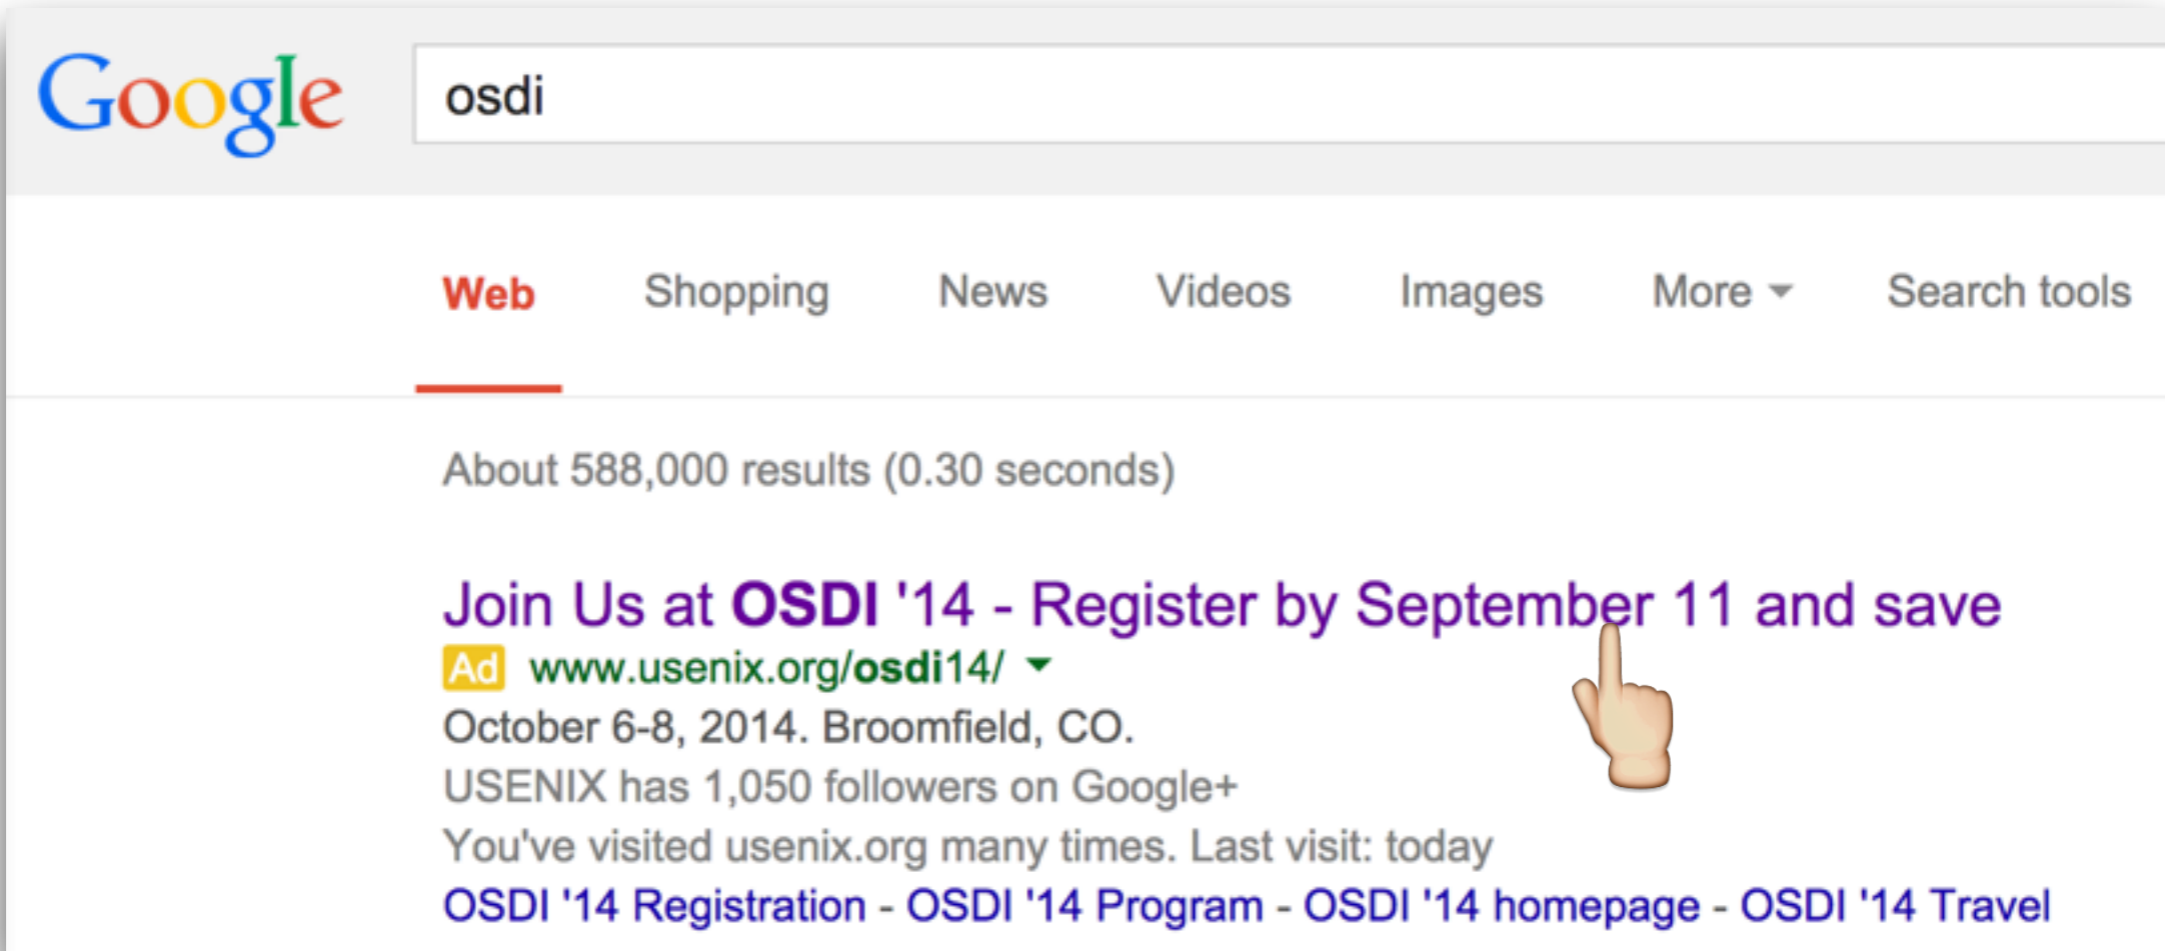 Google osdi
Web Shopping News Videos Images More Search tools
About 588,000 results (0.30 seconds)
Join Us at OSDI '14 - Register by September 11 and save
Ad www.usenix.org/osdi14/
October 6-8, 2014. Broomfield, CO.
USENIX has 1,050 followers on Google+
You've visited usenix.org many times. Last visit: today
OSDI '14 Registration - OSDI '14 Program - OSDI '14 homepage - OSDI '14 Travel